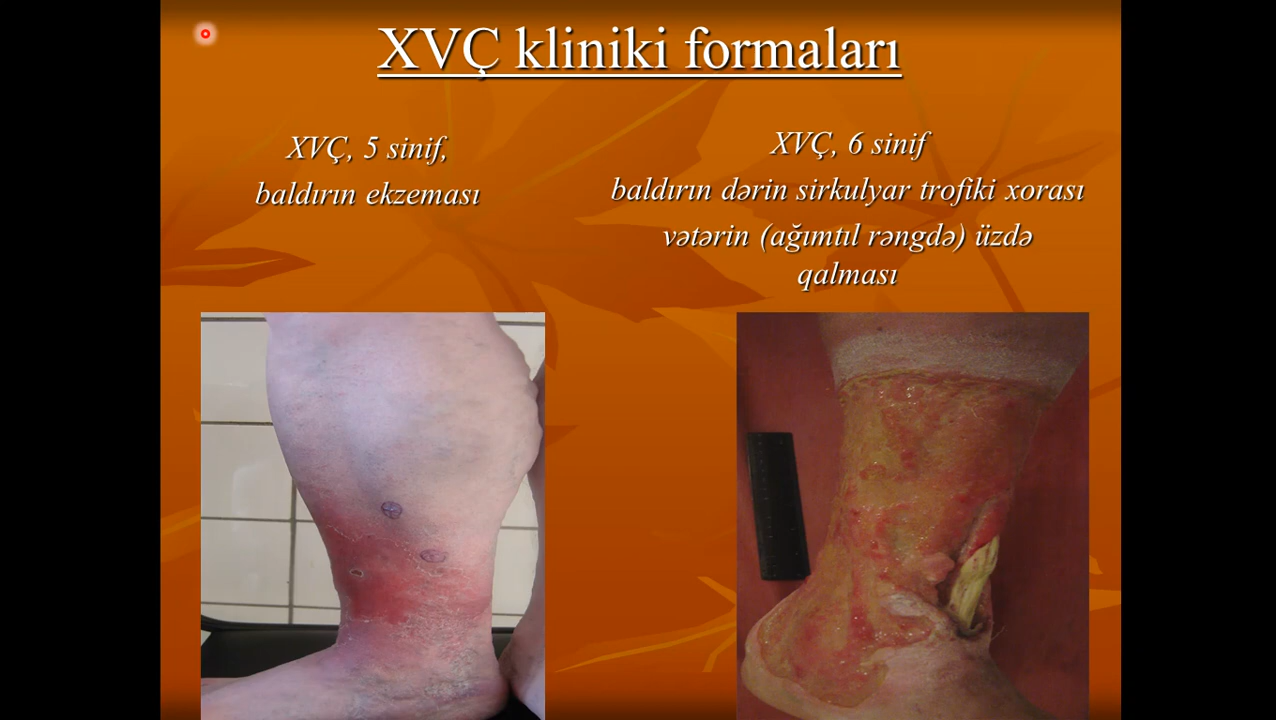 XVÇ kliniki formaları
XVÇ, 5 sinif,
baldırın ekzeması
XVÇ, 6 sinif
baldırın dərin sirkulyar trofiki xorası
vətərin (ağımtıl rəngdə) üzdə
qalması